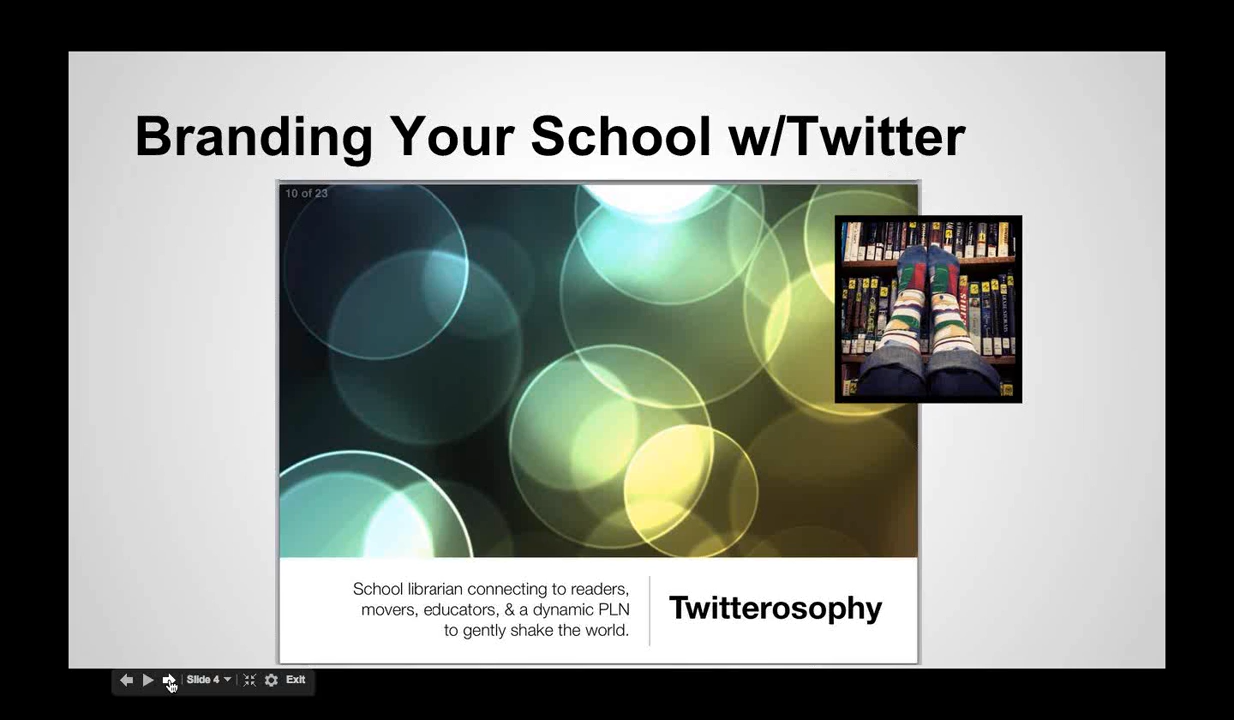 Branding Your School w/Twitter
10 of 23
School librarian connecting to readers,
movers, educators, & a dynamic PLN
to gently shake the world.
Twitterosophy
Slide 4
Exit